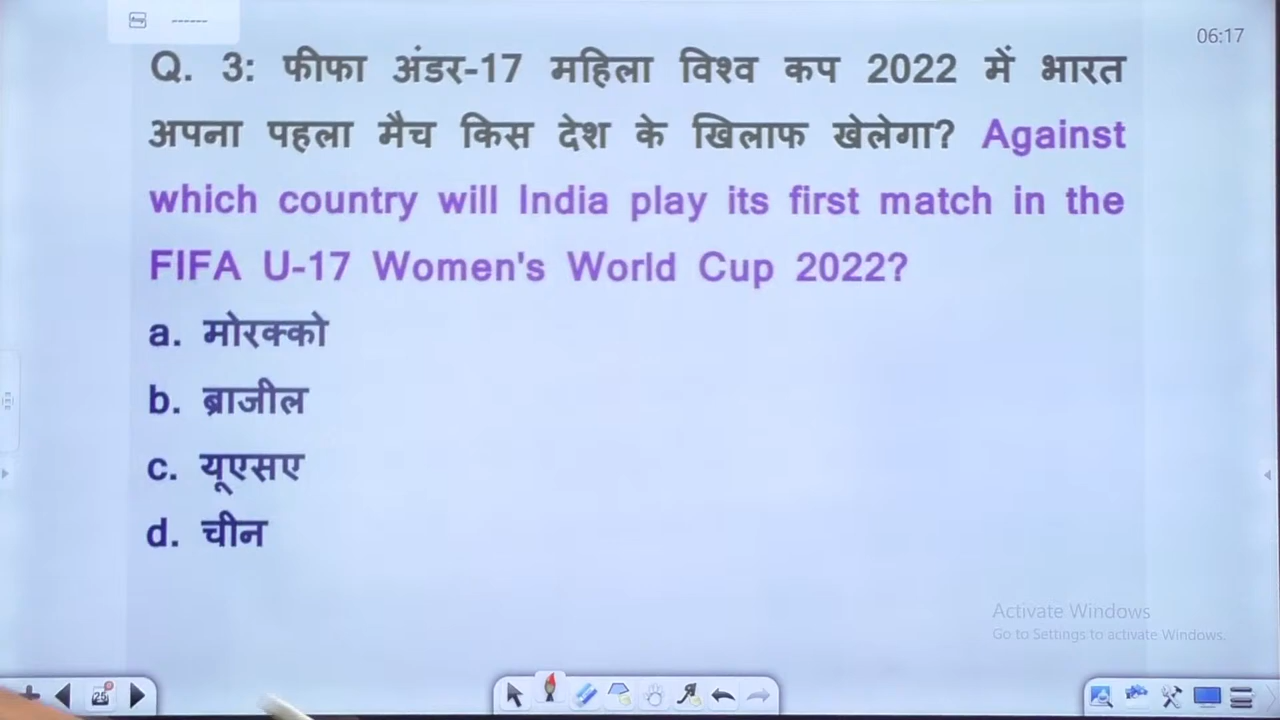 06:17
Q. 3: फीफा अंडर-17 महिला विश्व कप 2022 में भारत
अपना पहला मैच किस देश के खिलाफ खेलेगा? Against
which country will India play its first match in the
FIFA U-17 Women's World Cup 2022?
a. मोरक्को
b. ब्राजील
c. यूएसए
d. चीन
Activate Windows
Go to Settings to activate Windows.
25